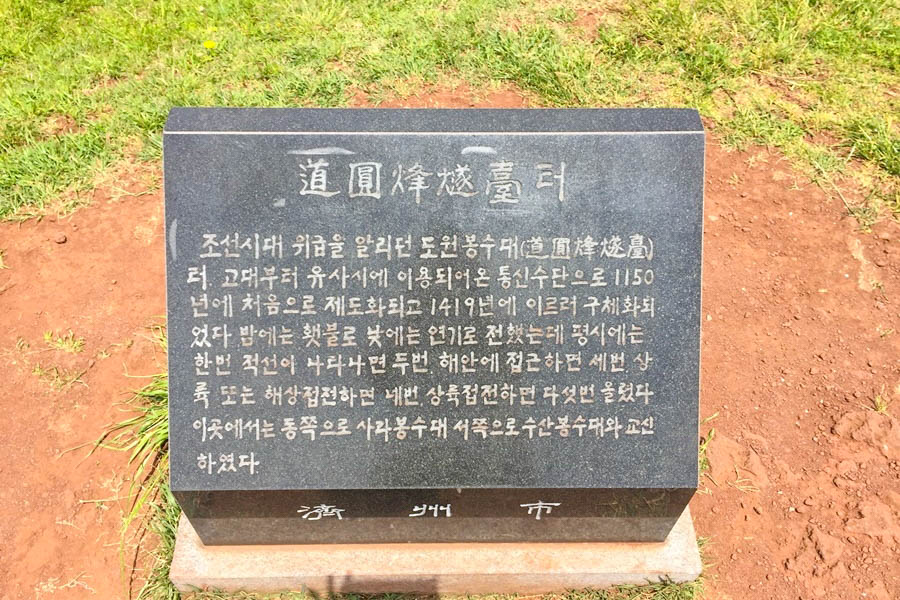 道圓烽燧臺터
조선시대 위급을 알리던 도원봉수대(道圓烽燧臺)
터. 고대부터 유사시에 이용되어온 통신수단으로 1150
년에 처음으로 제도화되고 1419년에 이르러 구체화되
었다 밤에는 횃불로 낮에는 연기로 전했는데 평시에는
한번 적선이 나타나면 두번 해안에 접근하면 세번 상
륙 또는 해상접전하면 네번 상륙접전하면 다섯번 올렸다
이곳에서는 동쪽으로 사라봉수대 서쪽으로수산봉수대와 교신
하였다.
濟州市